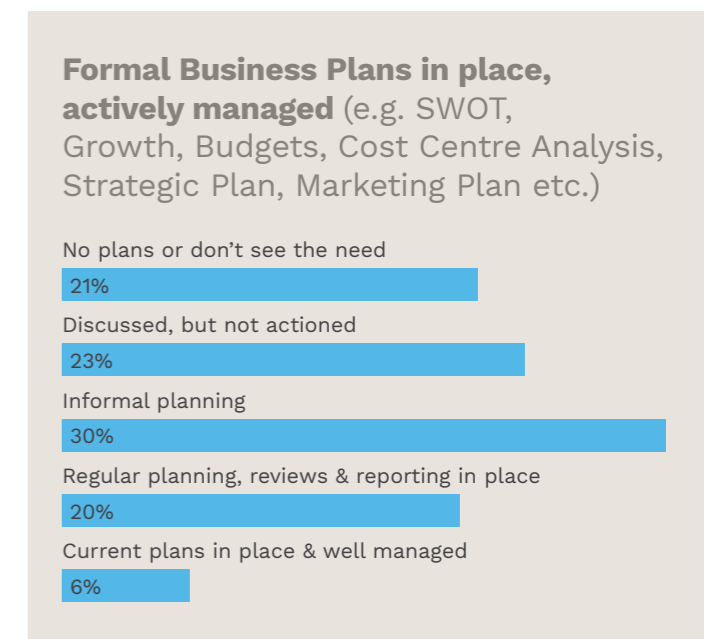 Formal Business Plans in place,
actively managed (e.g. SWOT,
Growth, Budgets, Cost Centre Analysis,
Strategic Plan, Marketing Plan etc.)
No plans or don’t see the need
21%
Discussed, but not actioned
23%
Informal planning
30%
Regular planning, reviews & reporting in place
20%
Current plans in place & well managed
6%